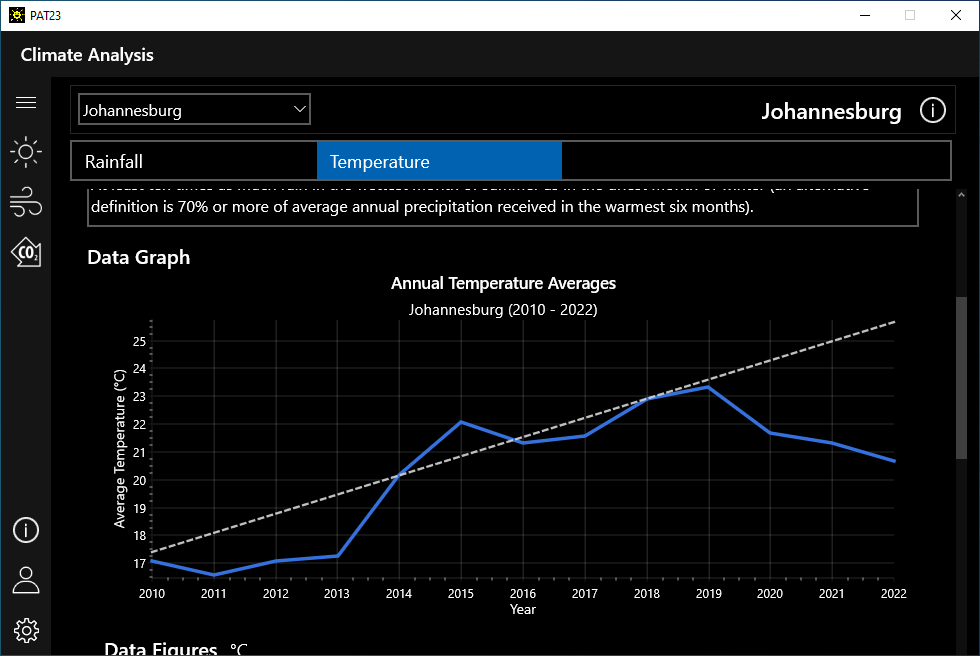 PAT23
Climate Analysis
Johannesburg
Johannesburg
Rainfall
Temperature
definition is 70% or more of average annual precipitation received in the warmest six months).
Data Graph
Annual Temperature Averages
Johannesburg (2010 - 2022)
Average Temperature (°C)
25
24
23
22
21
20
19
18
17
2010 2011 2012 2013 2014 2015 2016 2017 2018 2019 2020 2021 2022
Year
CO₂
Data Figures °C